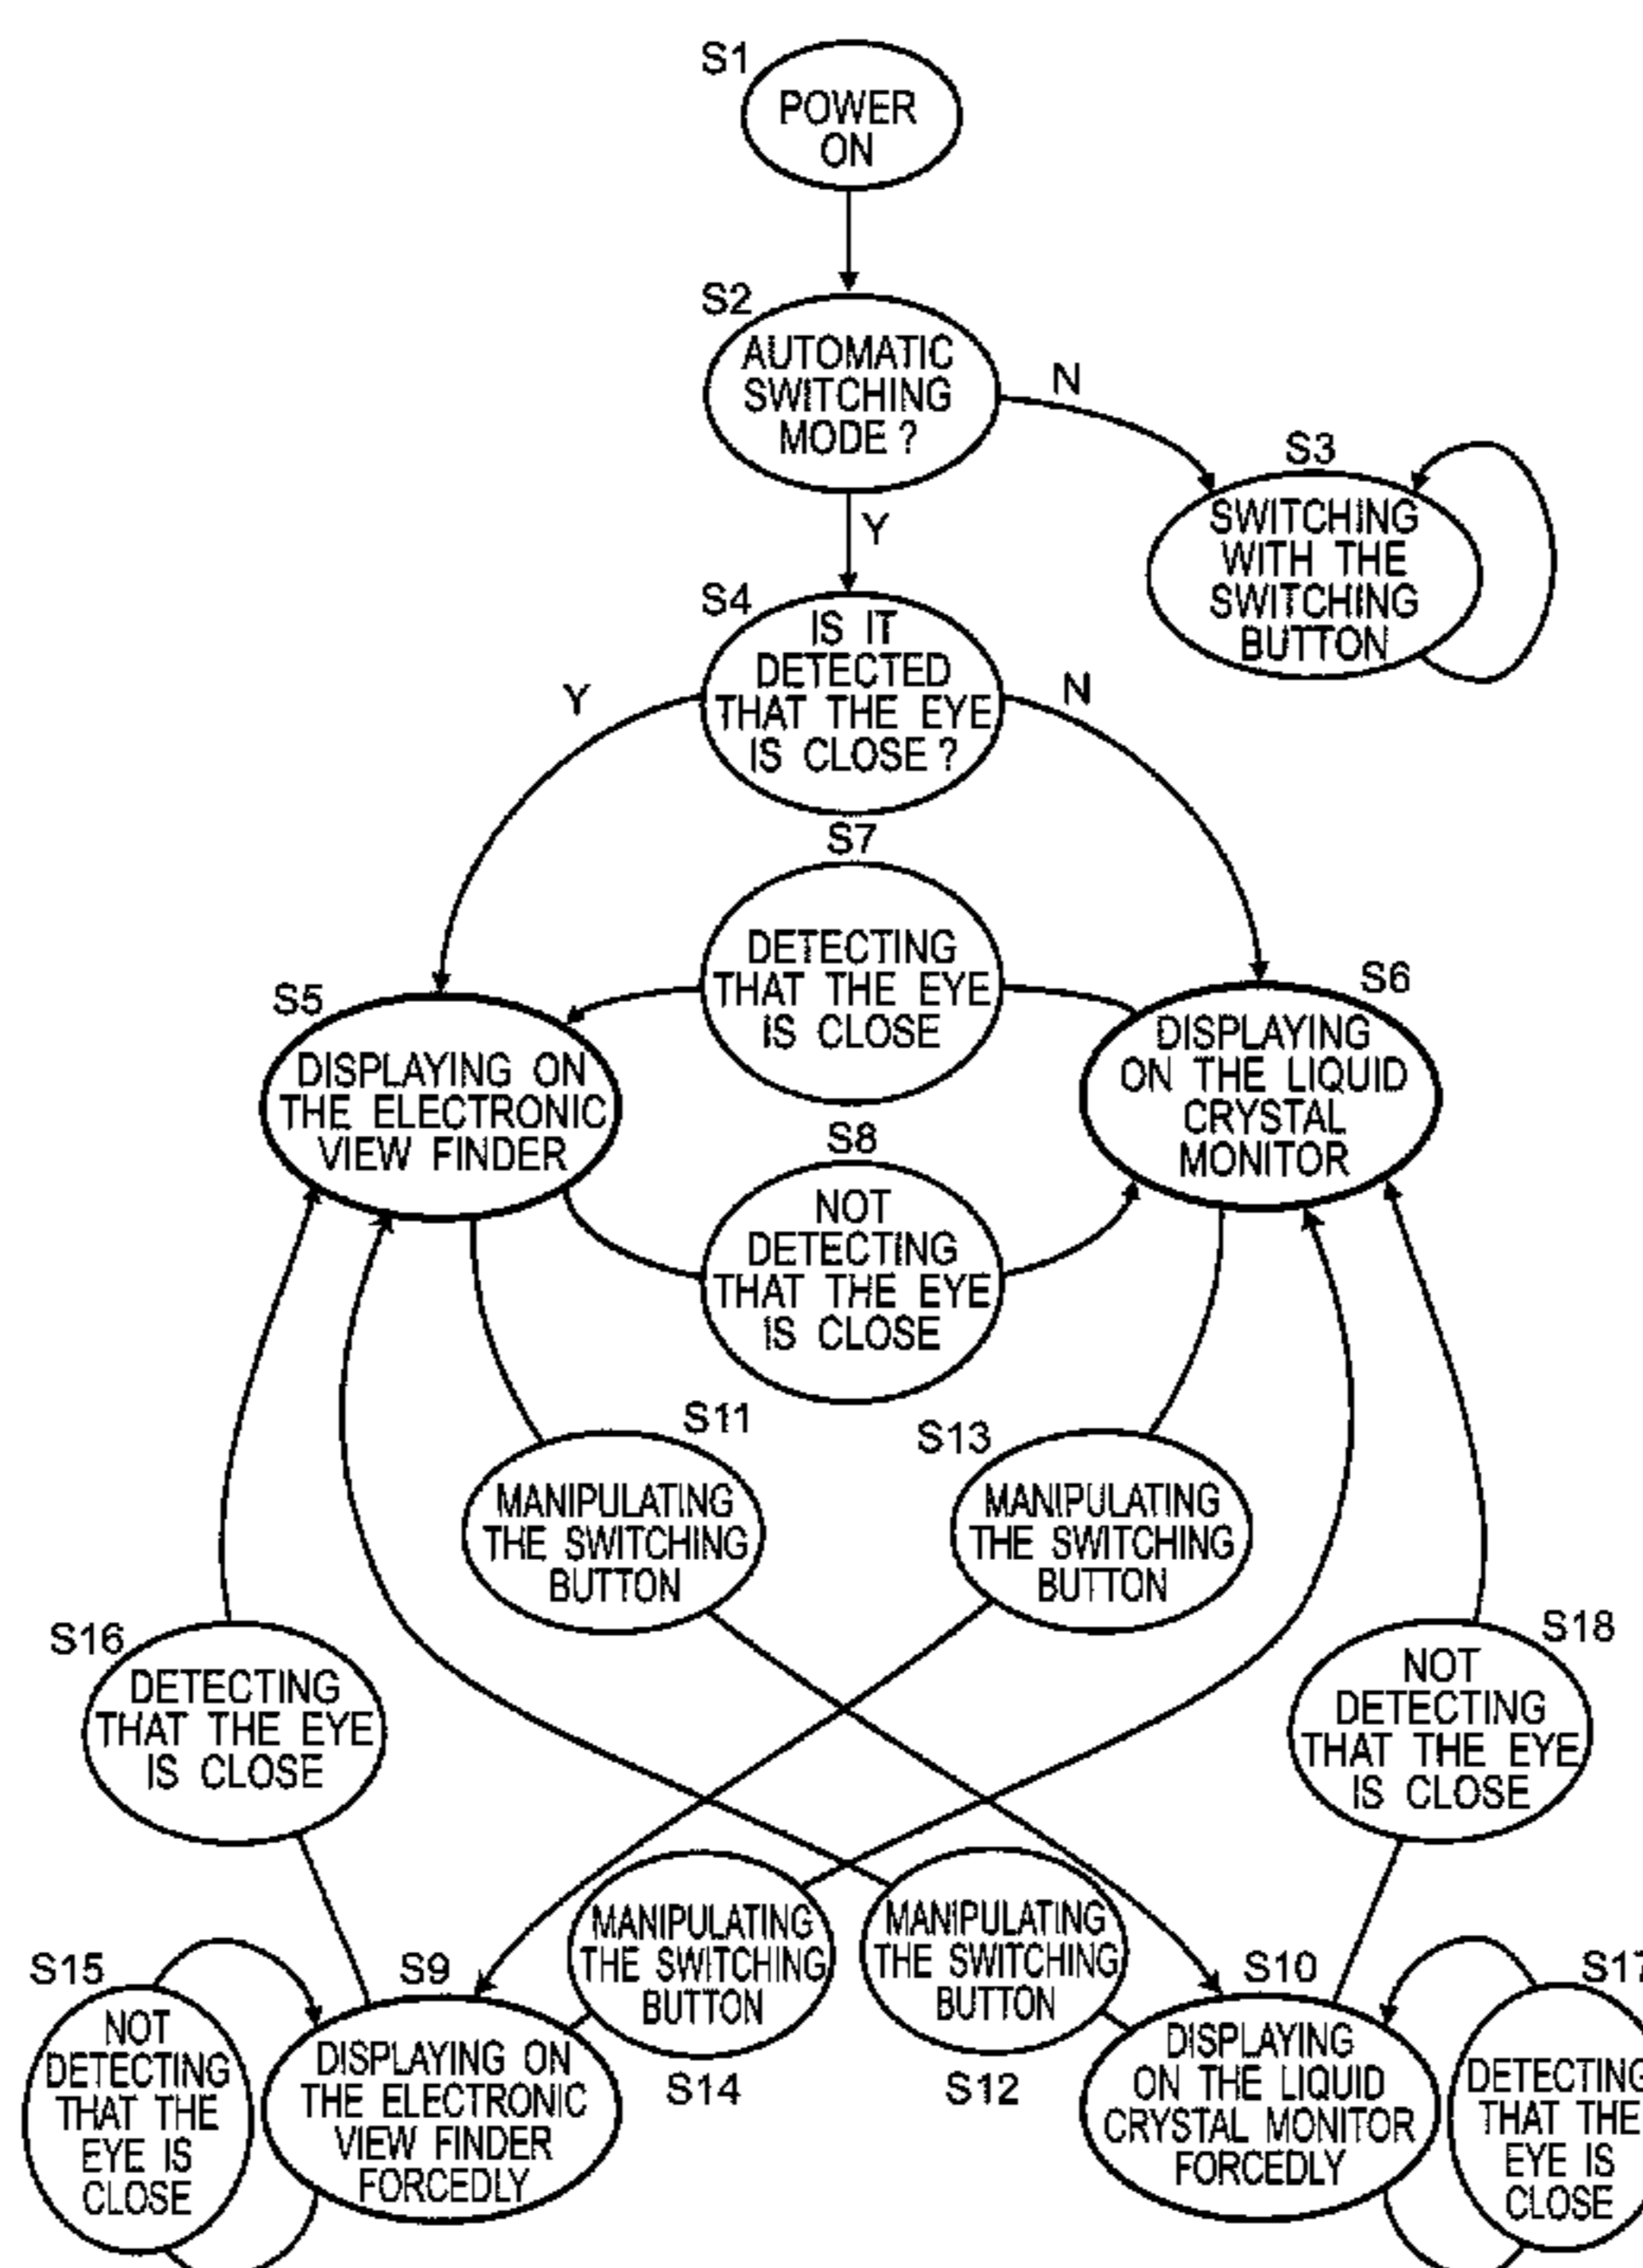 S1
POWER
ON
S2
AUTOMATIC
SWITCHING
MODE ?
N
Y
S3
SWITCHING
WITH THE
SWITCHING
BUTTON
S4
IS IT
DETECTED
THAT THE EYE
IS CLOSE ?
Y
N
S7
DETECTING
THAT THE EYE
IS CLOSE
S5
DISPLAYING ON
THE ELECTRONIC
VIEW FINDER
S6
DISPLAYING
ON THE LIQUID
CRYSTAL
MONITOR
S8
NOT
DETECTING
THAT THE EYE
IS CLOSE
S11
MANIPULATING
THE SWITCHING
BUTTON
S13
MANIPULATING
THE SWITCHING
BUTTON
S16
DETECTING
THAT THE EYE
IS CLOSE
S18
NOT
DETECTING
THAT THE EYE
IS CLOSE
MANIPULATING
THE SWITCHING
BUTTON
S14
MANIPULATING
THE SWITCHING
BUTTON
S12
S15
NOT
DETECTING
THAT THE
EYE IS
CLOSE
S9
DISPLAYING ON
THE ELECTRONIC
VIEW FINDER
FORCEDLY
S10
DISPLAYING
ON THE LIQUID
CRYSTAL MONITOR
FORCEDLY
S17
DETECTING
THAT THE
EYE IS
CLOSE